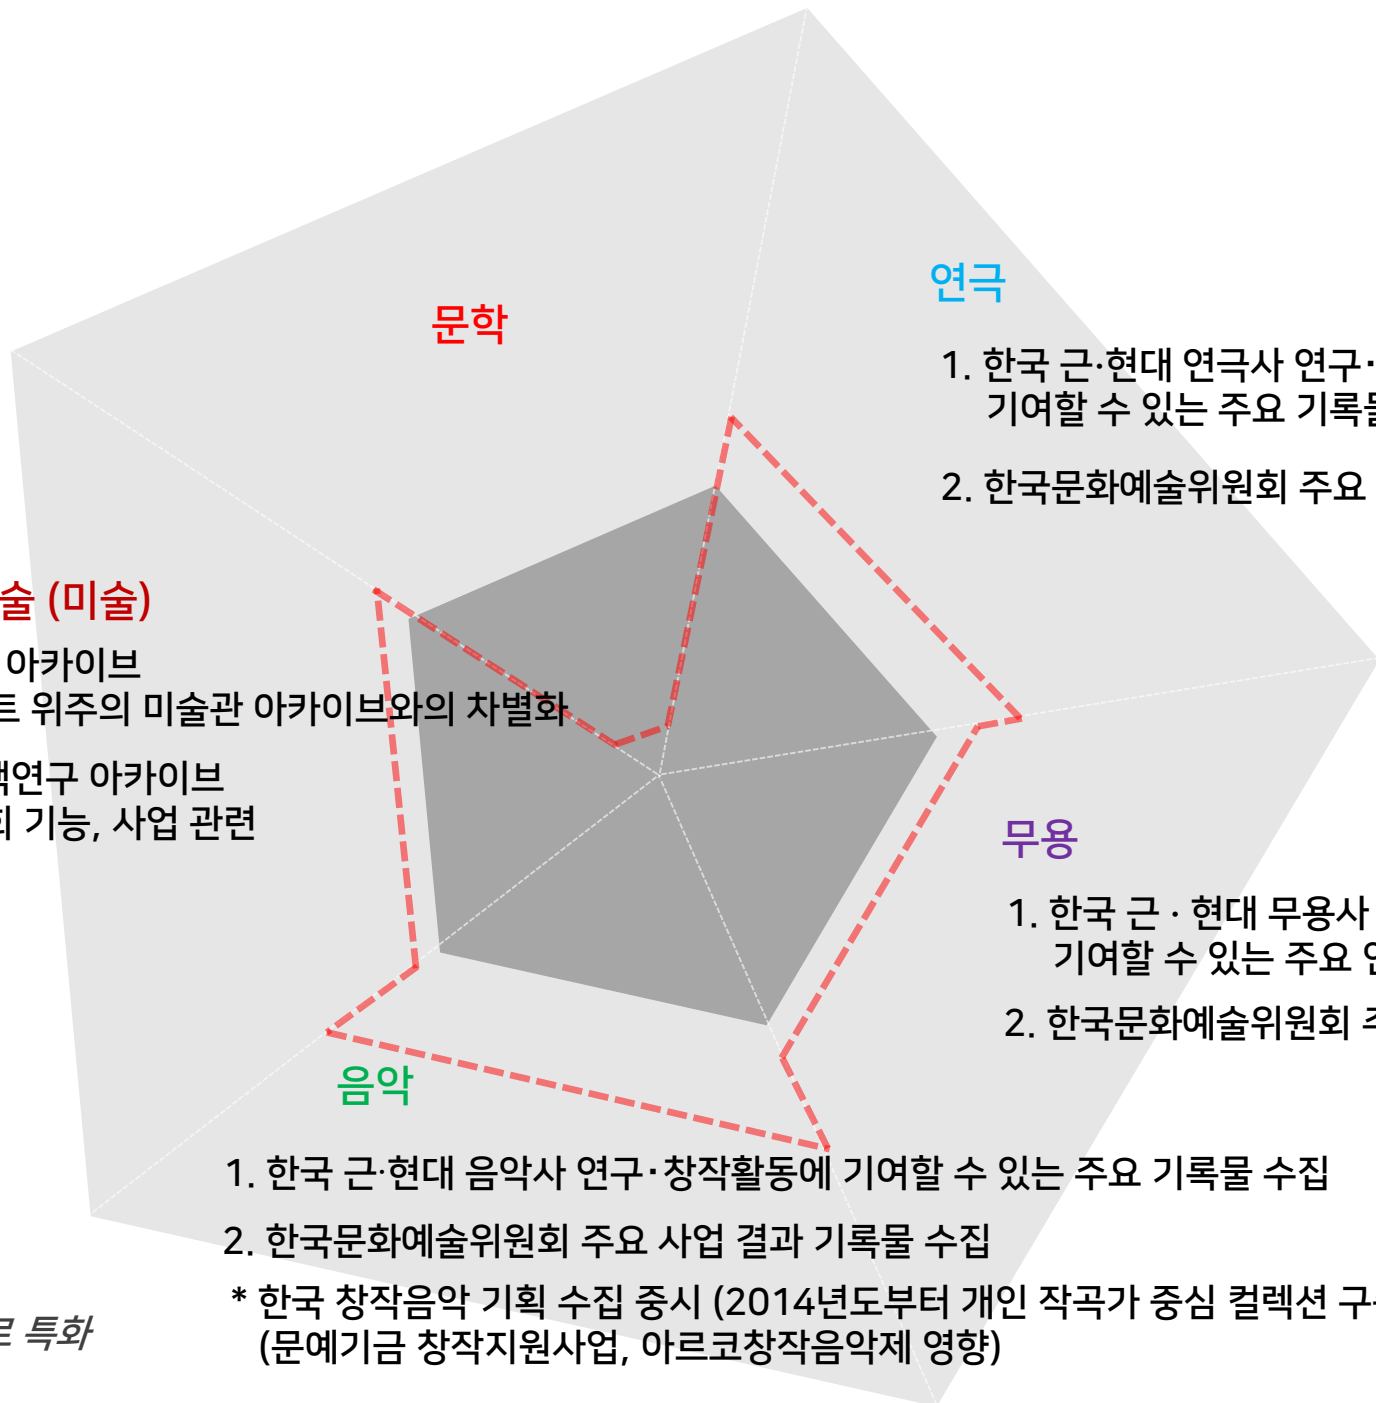 문학
연극
1. 한국 근·현대 연극사 연구·
기여할 수 있는 주요
2. 한국문화예술위원회 주요
(미술)
아카이브
위주의 미술관 아카이브와의 차별화
아카이브
기능, 사업 관련
무용
1. 한국 근 · 현대 무용사
기여할 수 있는 주요
2. 한국문화예술위원회
음악
1. 한국 근·현대 음악사 연구·창작활동에 기여할 수 있는 주요 기록물 수집
2. 한국문화예술위원회 주요 사업 결과 기록물 수집
* 한국 창작음악 기획 수집 중시 (2014년도부터 개인 작곡가 중심 컬렉션
(문예기금 창작지원사업, 아르코창작음악제 영향)
특화